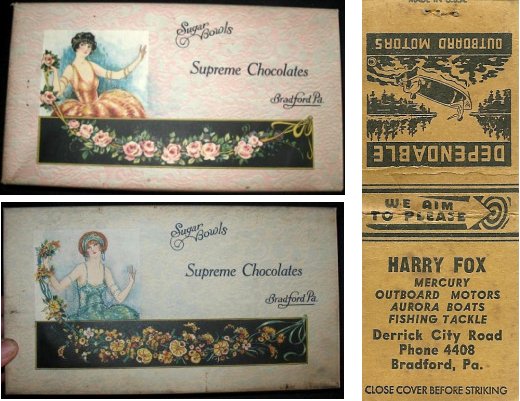 Sugar
Bowls
Supreme Chocolates
Bradford Pa.
Sugar
Bowls
Supreme Chocolates
Bradford Pa.
MADE IN U.S.A.
OUTBOARD MOTORS
DEPENDABLE
WE AIM
TO PLEASE
HARRY FOX
MERCURY
OUTBOARD MOTORS
AURORA BOATS
FISHING TACKLE
Derrick City Road
Phone 4408
Bradford, Pa.
CLOSE COVER BEFORE STRIKING